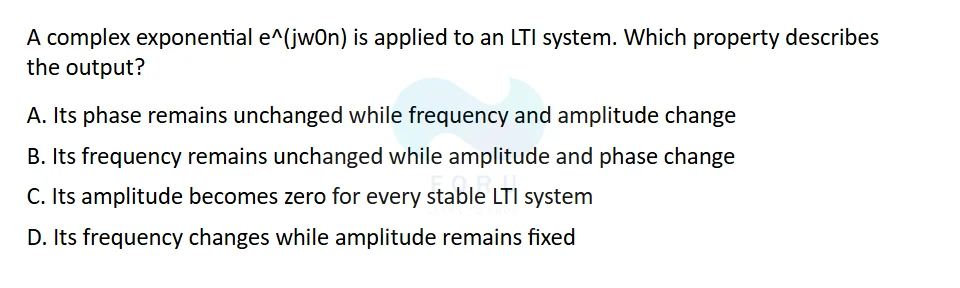 A complex exponential e^(jw0n) is applied to an LTI system. Which property describes
the output?
A. Its phase remains unchanged while frequency and amplitude change
B. Its frequency remains unchanged while amplitude and phase change
C. Its amplitude becomes zero for every stable LTI system
D. Its frequency changes while amplitude remains fixed